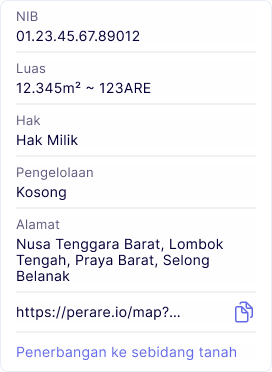 NIB
01.23.45.67.89012
Luas
12.345m² ~ 123ARE
Hak
Hak Milik
Pengelolaan
Kosong
Alamat
Nusa Tenggara Barat, Lombok
Tengah, Praya Barat, Selong
Belanak
https://perare.io/map?...
Penerbangan ke sebidang tanah